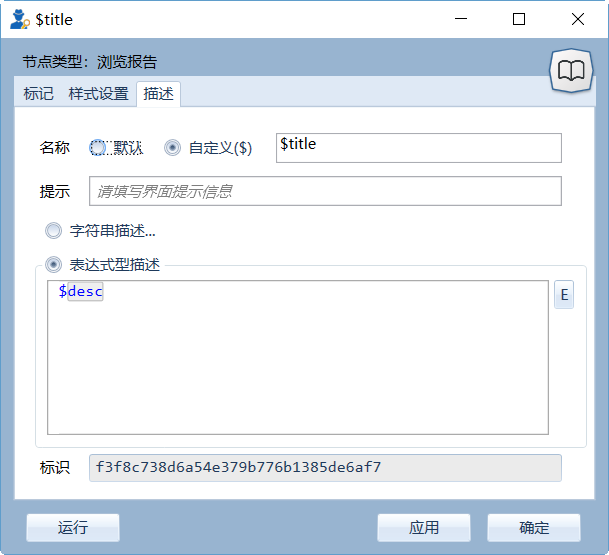 $title
节点类型：浏览报告
标记 样式设置 描述
名称 默认 自定义($) $title
提示 请填写界面提示信息
字符串描述...
表达式型描述
$desc
E
标识 f3f8c738d6a54e379b776b1385de6af7
运行 应用 确定